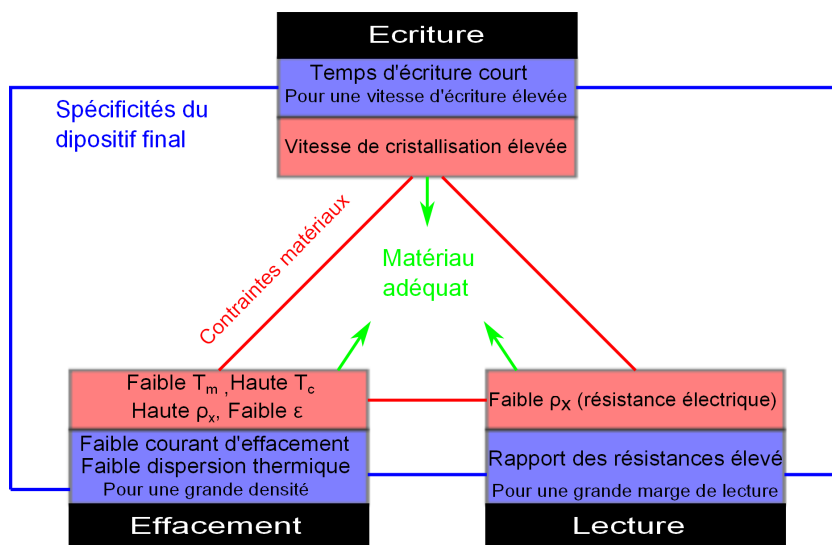 Ecriture
Temps d'écriture court
Pour une vitesse d'écriture élevée
Vitesse de cristallisation élevée
Spécificités du
dipositif final
Contraintes matériaux
Matériau
adéquat
Faible Tm ,Haute Tc
Haute ρx, Faible ε
Faible courant d'effacement
Faible dispersion thermique
Pour une grande densité
Effacement
Faible ρx (résistance électrique)
Rapport des résistances élevé
Pour une grande marge de lecture
Lecture